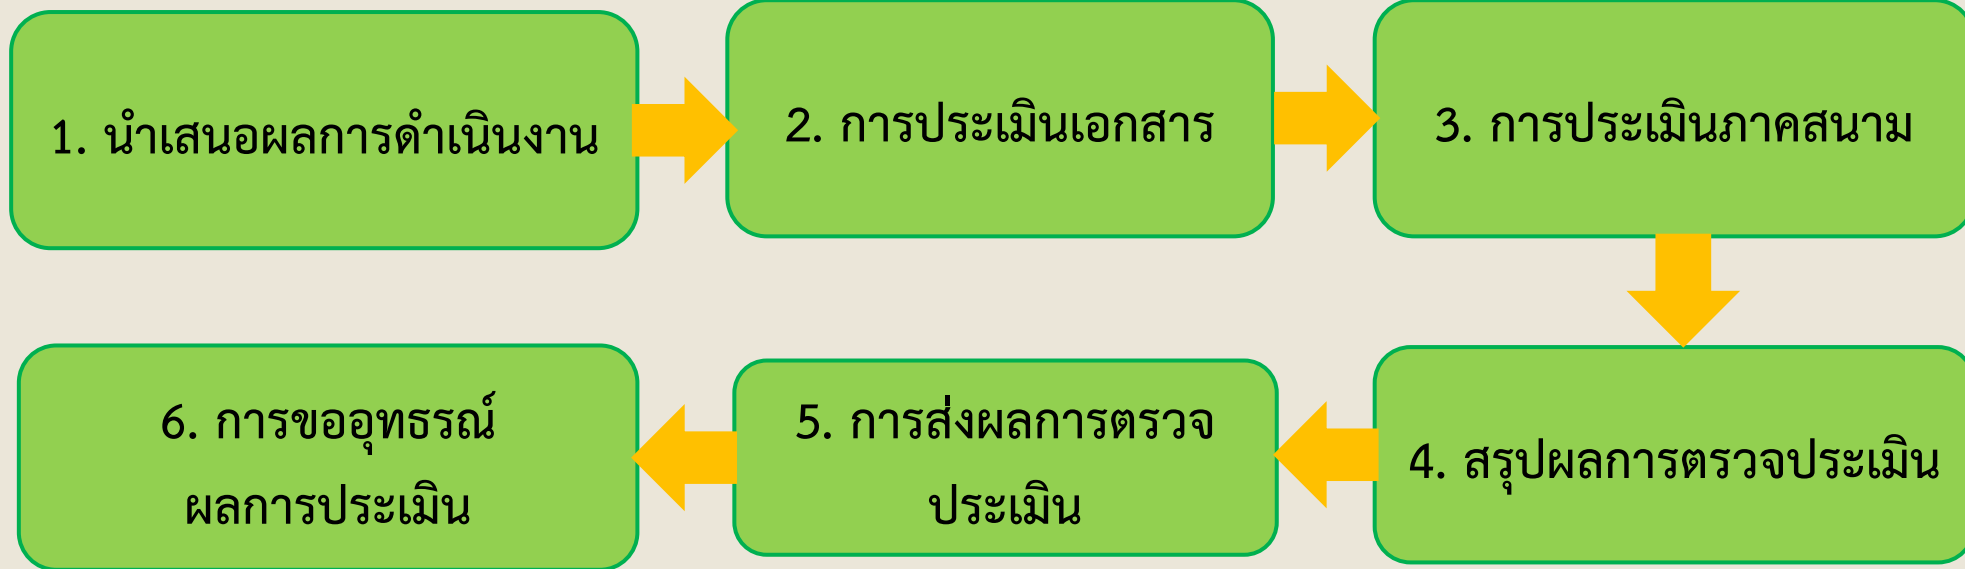 1. นำเสนอผลการดำเนินงาน
2. การประเมินเอกสาร
3. การประเมินภาคสนาม
4. สรุปผลการตรวจประเมิน
5. การส่งผลการตรวจ
ประเมิน
6. การขออุทธรณ์
ผลการประเมิน